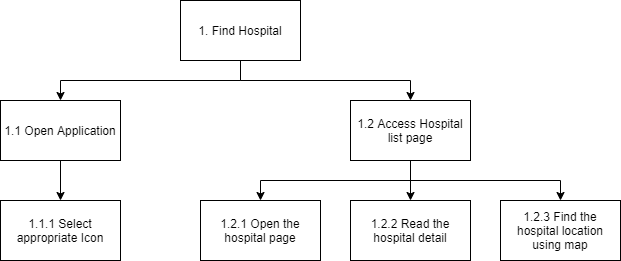 1. Find Hospital
1.1 Open Application
1.2 Access Hospital
list page
1.1.1 Select
appropriate Icon
1.2.1 Open the
hospital page
1.2.2 Read the
hospital detail
1.2.3 Find the
hospital location
using map